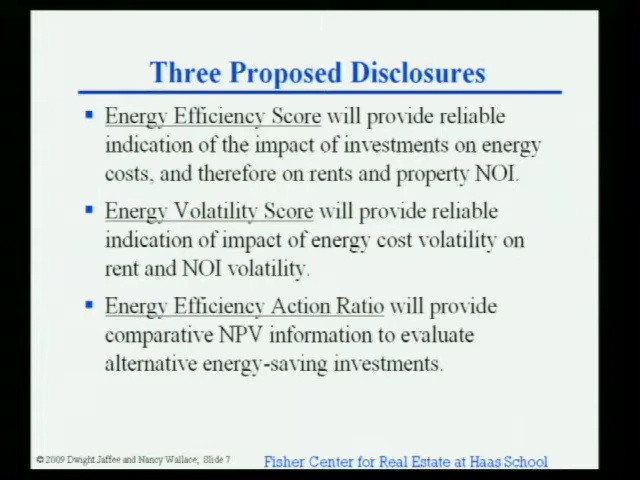 Three Proposed Disclosures
▪ Energy Efficiency Score will provide reliable
indication of the impact of investments on energy
costs, and therefore on rents and property NOI.
▪ Energy Volatility Score will provide reliable
indication of impact of energy cost volatility on
rent and NOI volatility.
▪ Energy Efficiency Action Ratio will provide
comparative NPV information to evaluate
alternative energy-saving investments.
© 2009 Dwight Jaffee and Nancy Wallace, Slide 7
Fisher Center for Real Estate at Haas School